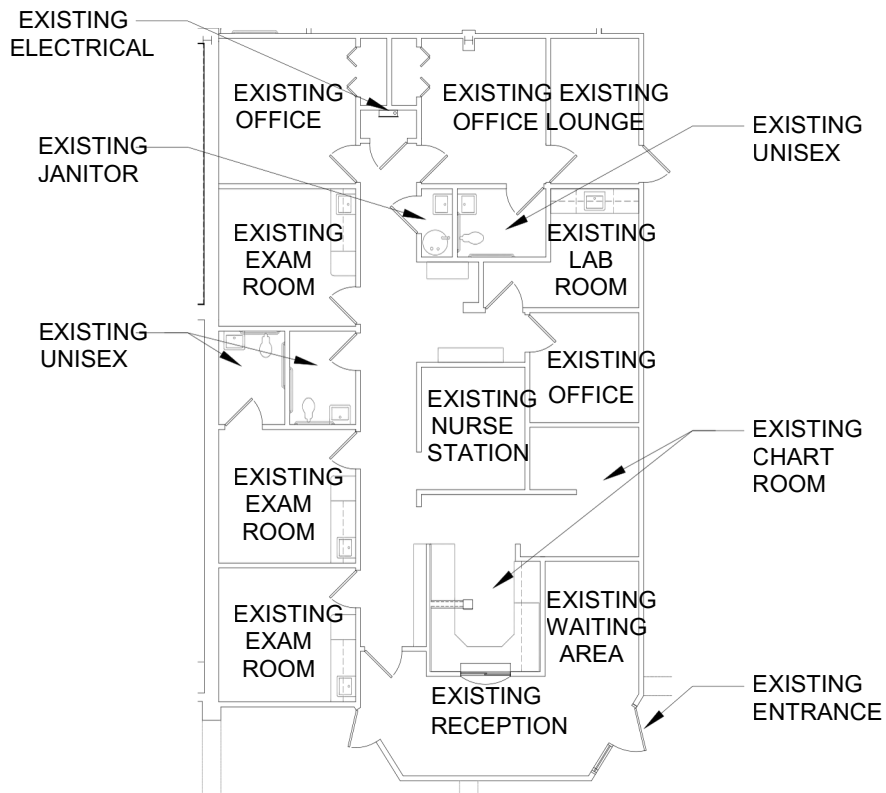 EXISTING
ELECTRICAL
EXISTING
OFFICE
EXISTING
OFFICE
EXISTING
LOUNGE
EXISTING
UNISEX
EXISTING
JANITOR
EXISTING
EXAM
ROOM
EXISTING
LAB
ROOM
EXISTING
UNISEX
EXISTING
OFFICE
EXISTING
NURSE
STATION
EXISTING
CHART
ROOM
EXISTING
EXAM
ROOM
EXISTING
EXAM
ROOM
EXISTING
WAITING
AREA
EXISTING
RECEPTION
EXISTING
ENTRANCE